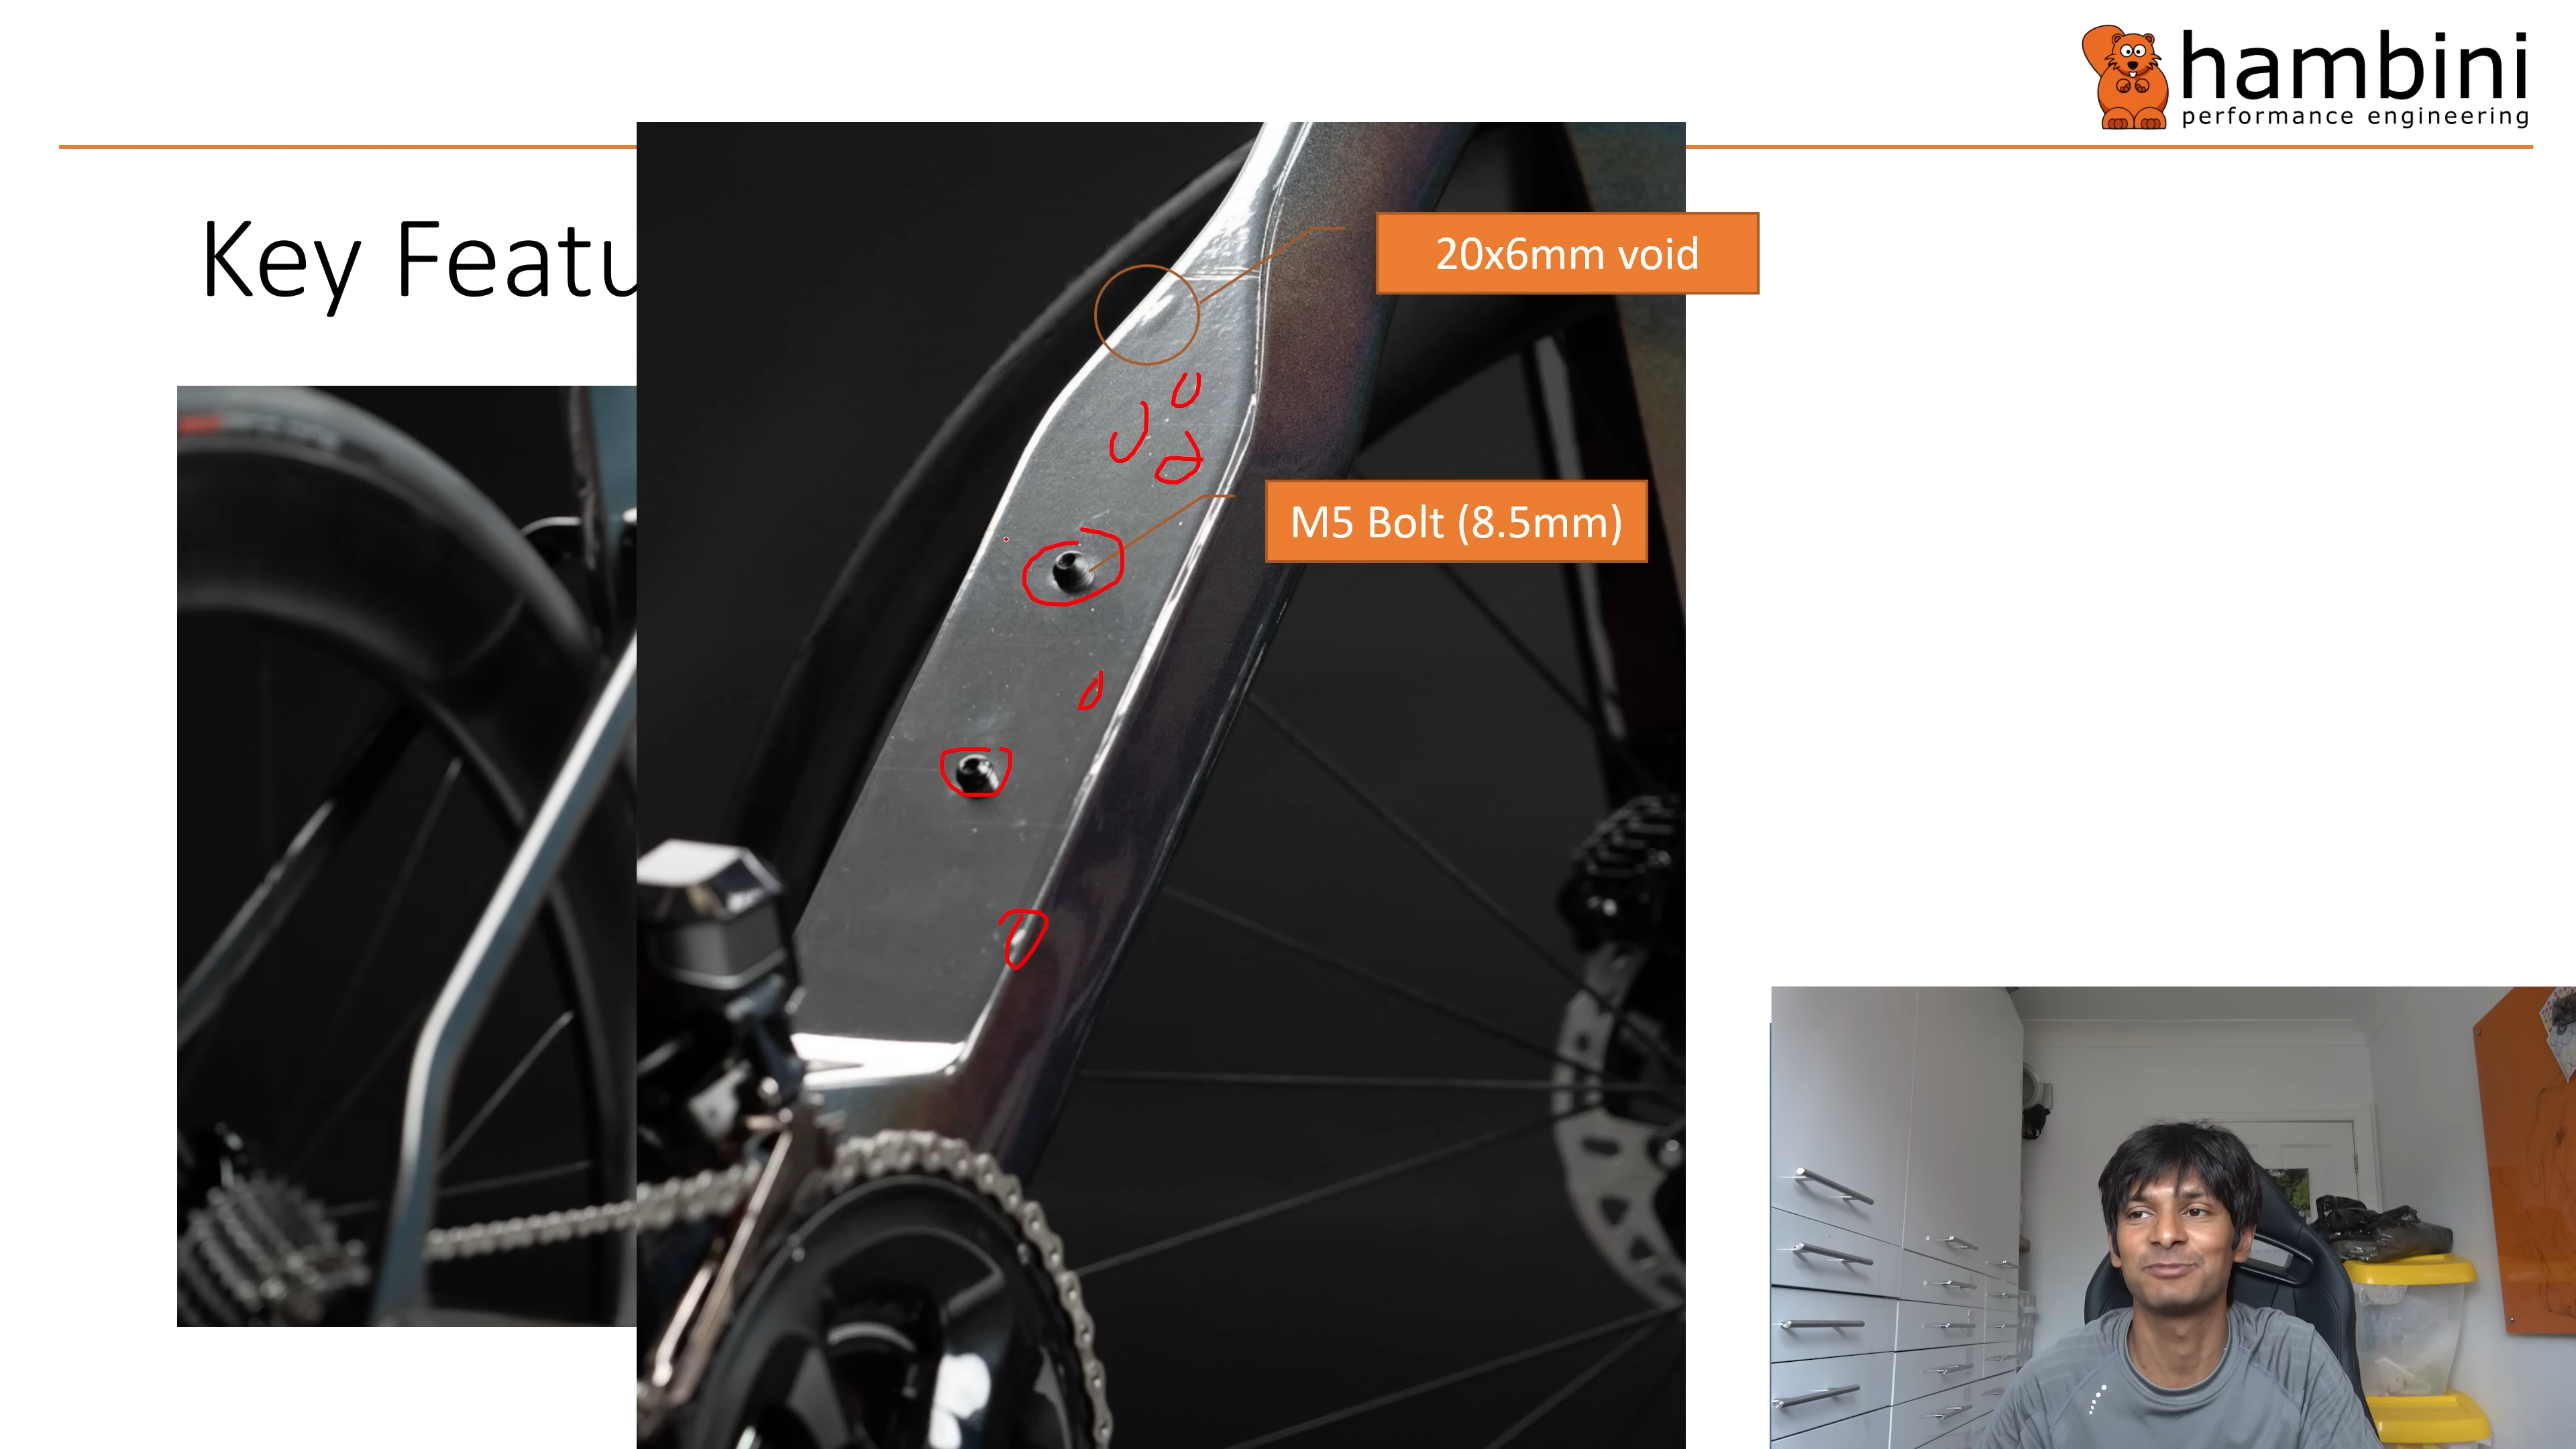 hambini
performance engineering
Key Featu
20x6mm void
M5 Bolt (8.5mm)